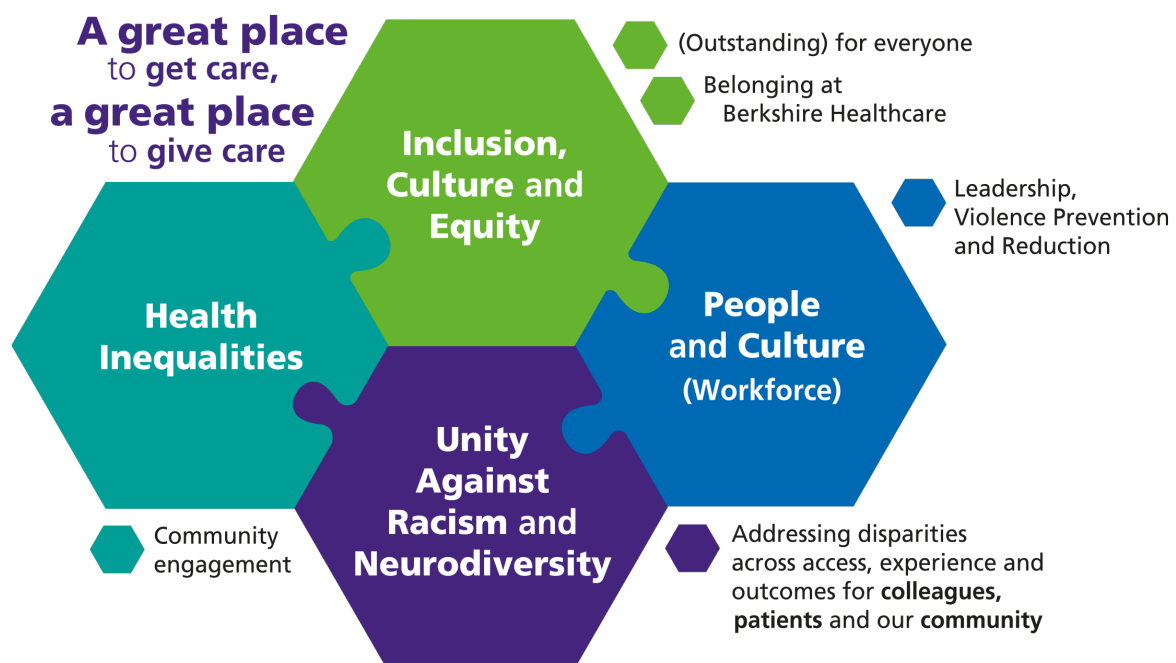 A great place
to get care,
a great place
to give care
(Outstanding) for everyone
Belonging at
Berkshire Healthcare
Inclusion,
Culture and
Equity
Leadership,
Violence Prevention
and Reduction
Health
Inequalities
People
and Culture
(Workforce)
Unity
Against
Racism and
Neurodiversity
Community
engagement
Addressing disparities
across access, experience and
outcomes for colleagues,
patients and our community